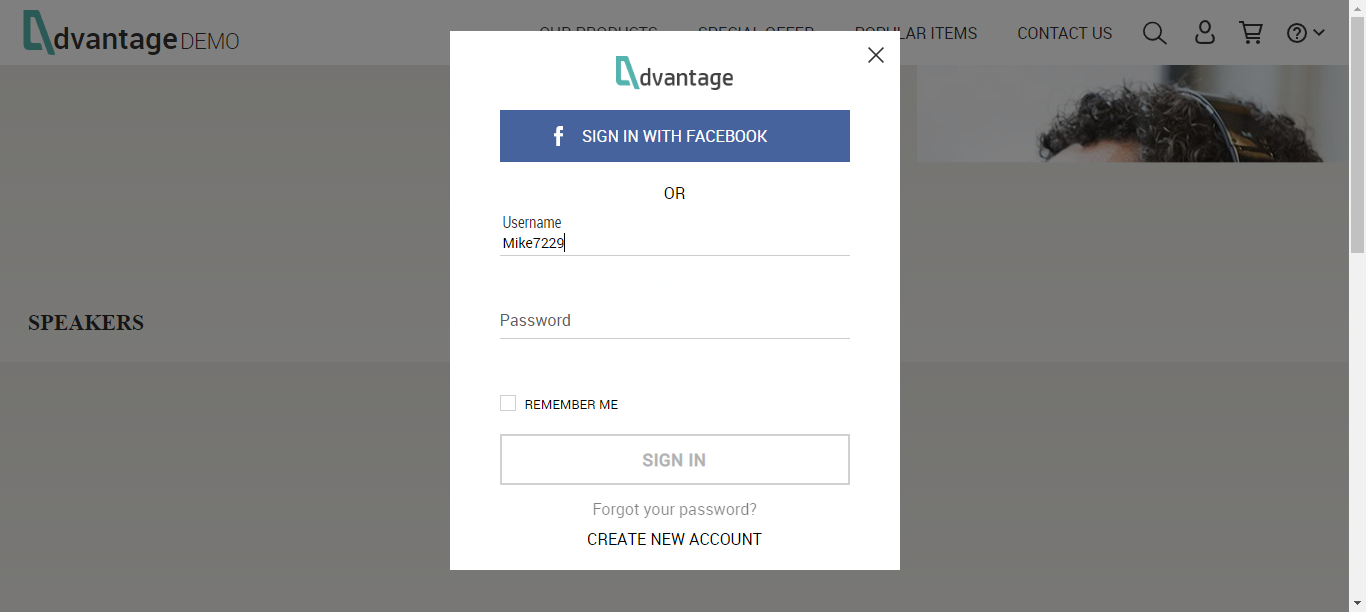 dvantage DEMO
OUR PRODUCTS SPECIAL OFFER POPULAR ITEMS CONTACT US
dvantage
SIGN IN WITH FACEBOOK
OR
Username
Mike7229
Password
SPEAKERS
REMEMBER ME
SIGN IN
Forgot your password?
CREATE NEW ACCOUNT